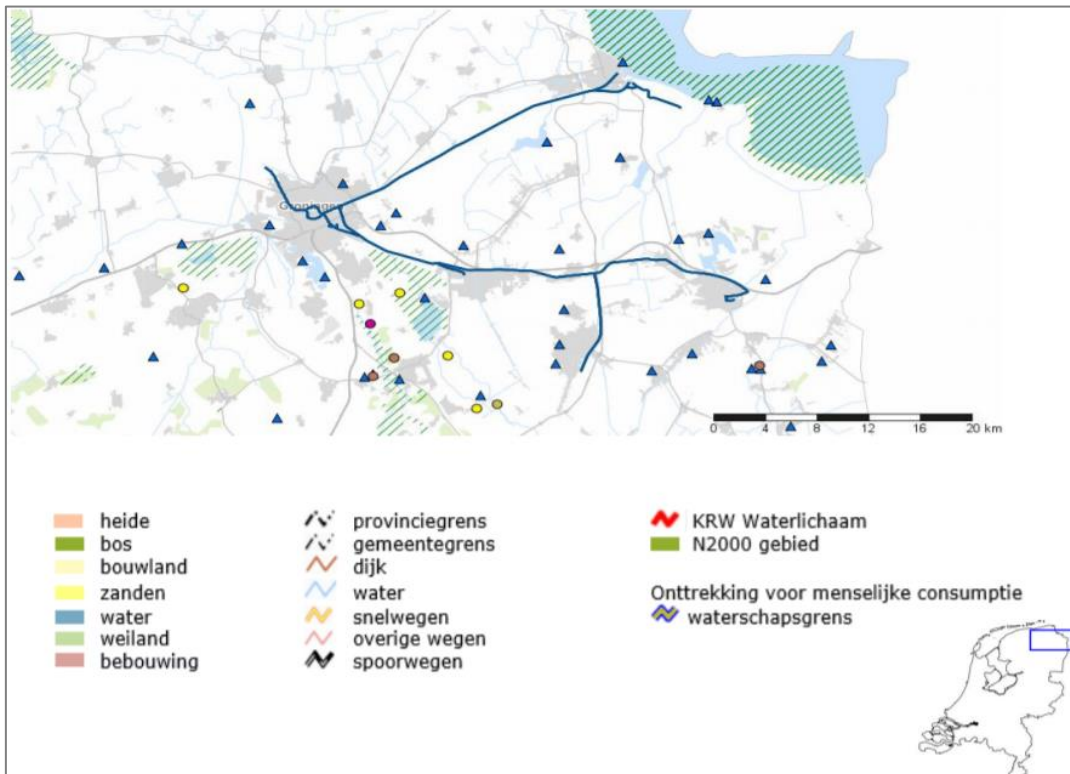 Groningen
0 4 8 12 16 20 km
heide
bos
bouwland
zanden
water
weiland
bebouwing
provinciegrens
gemeentegrens
dijk
water
snelwegen
overige wegen
spoorwegen
KRW Waterlichaam
N2000 gebied
Onttrekking voor menselijke consumptie
waterschapsgrens